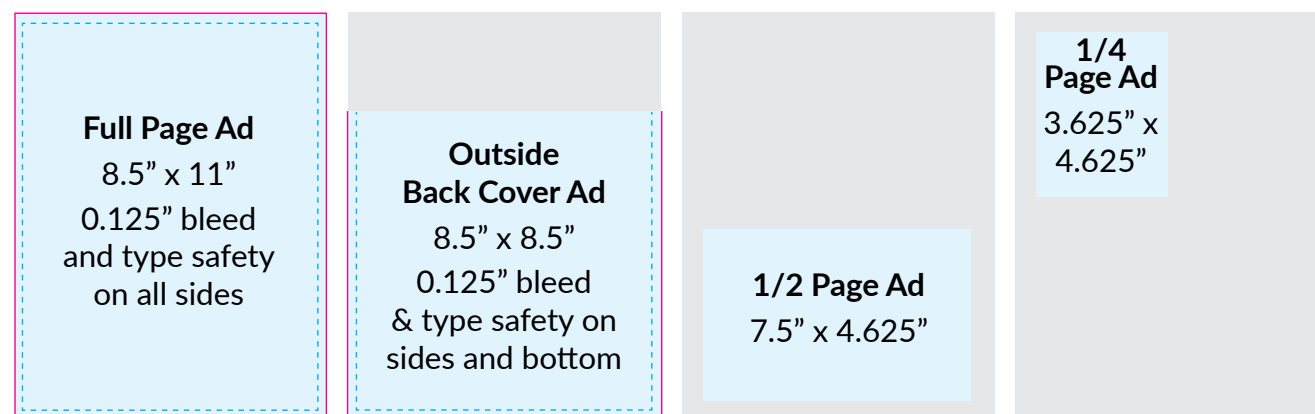 Full Page Ad
8.5” x 11”
0.125” bleed
and type safety
on all sides
Outside
Back Cover Ad
8.5” x 8.5”
0.125” bleed
& type safety on
sides and bottom
1/2 Page Ad
7.5” x 4.625”
1/4
Page Ad
3.625” x
4.625”